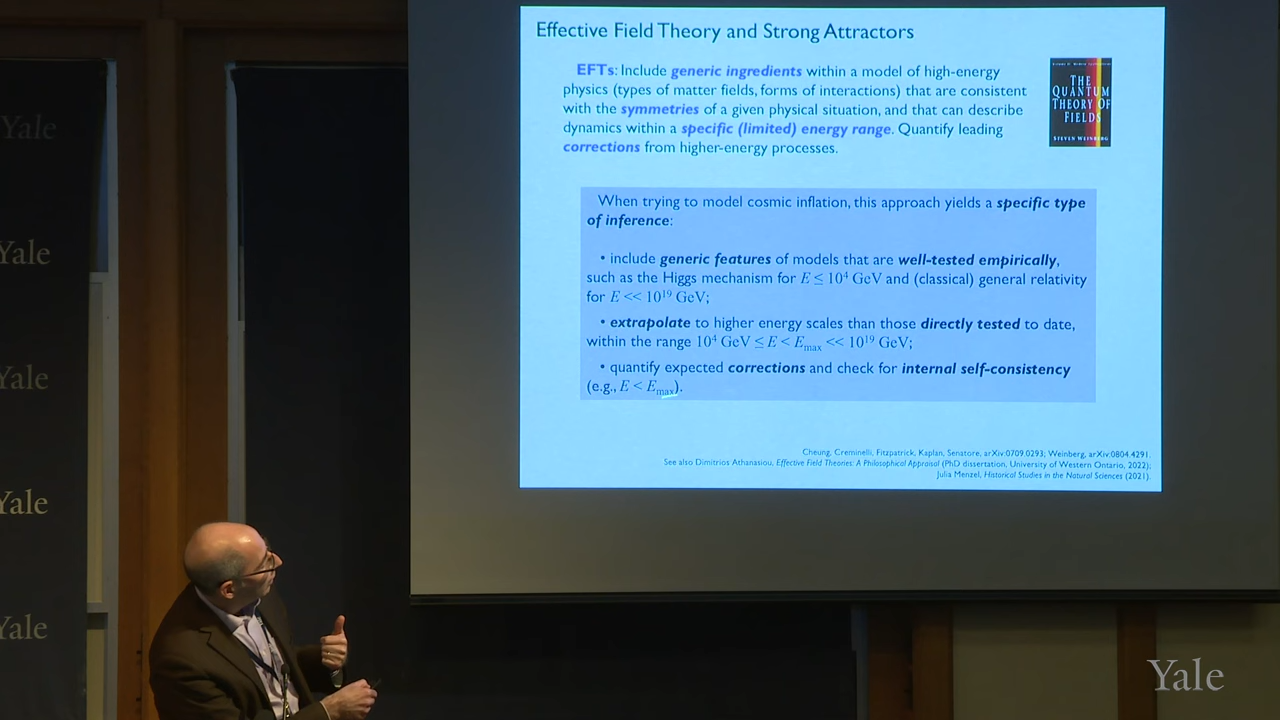 Effective Field Theory and Strong Attractors
EFTs: Include generic ingredients within a model of high-energy
physics (types of matter fields, forms of interactions) that are consistent
with the symmetries of a given physical situation, and that can describe
dynamics within a specific (limited) energy range. Quantify leading
corrections from higher-energy processes.
THE
QUANTUM
THEORY OF
FIELDS
STEVEN WEINBERG
When trying to model cosmic inflation, this approach yields a specific type
of inference:
• include generic features of models that are well-tested empirically,
such as the Higgs mechanism for E ≤ 10⁴ GeV and (classical) general relativity
for E << 10¹⁹ GeV;
• extrapolate to higher energy scales than those directly tested to date,
within the range 10⁴ GeV ≤ E < Emax << 10¹⁹ GeV;
• quantify expected corrections and check for internal self-consistency
(e.g., E < Emax).
Cheung, Creminelli, Fitzpatrick, Kaplan, Senatore, arXiv:0709.0293; Weinberg, arXiv:0804.4291.
See also Dimitrios Athanasiou, Effective Field Theories: A Philosophical Appraisal (PhD dissertation, University of Western Ontario, 2022);
Julia Menzel, Historical Studies in the Natural Sciences (2021).
Yale
Yale
Yale
Yale
Yale
Yale